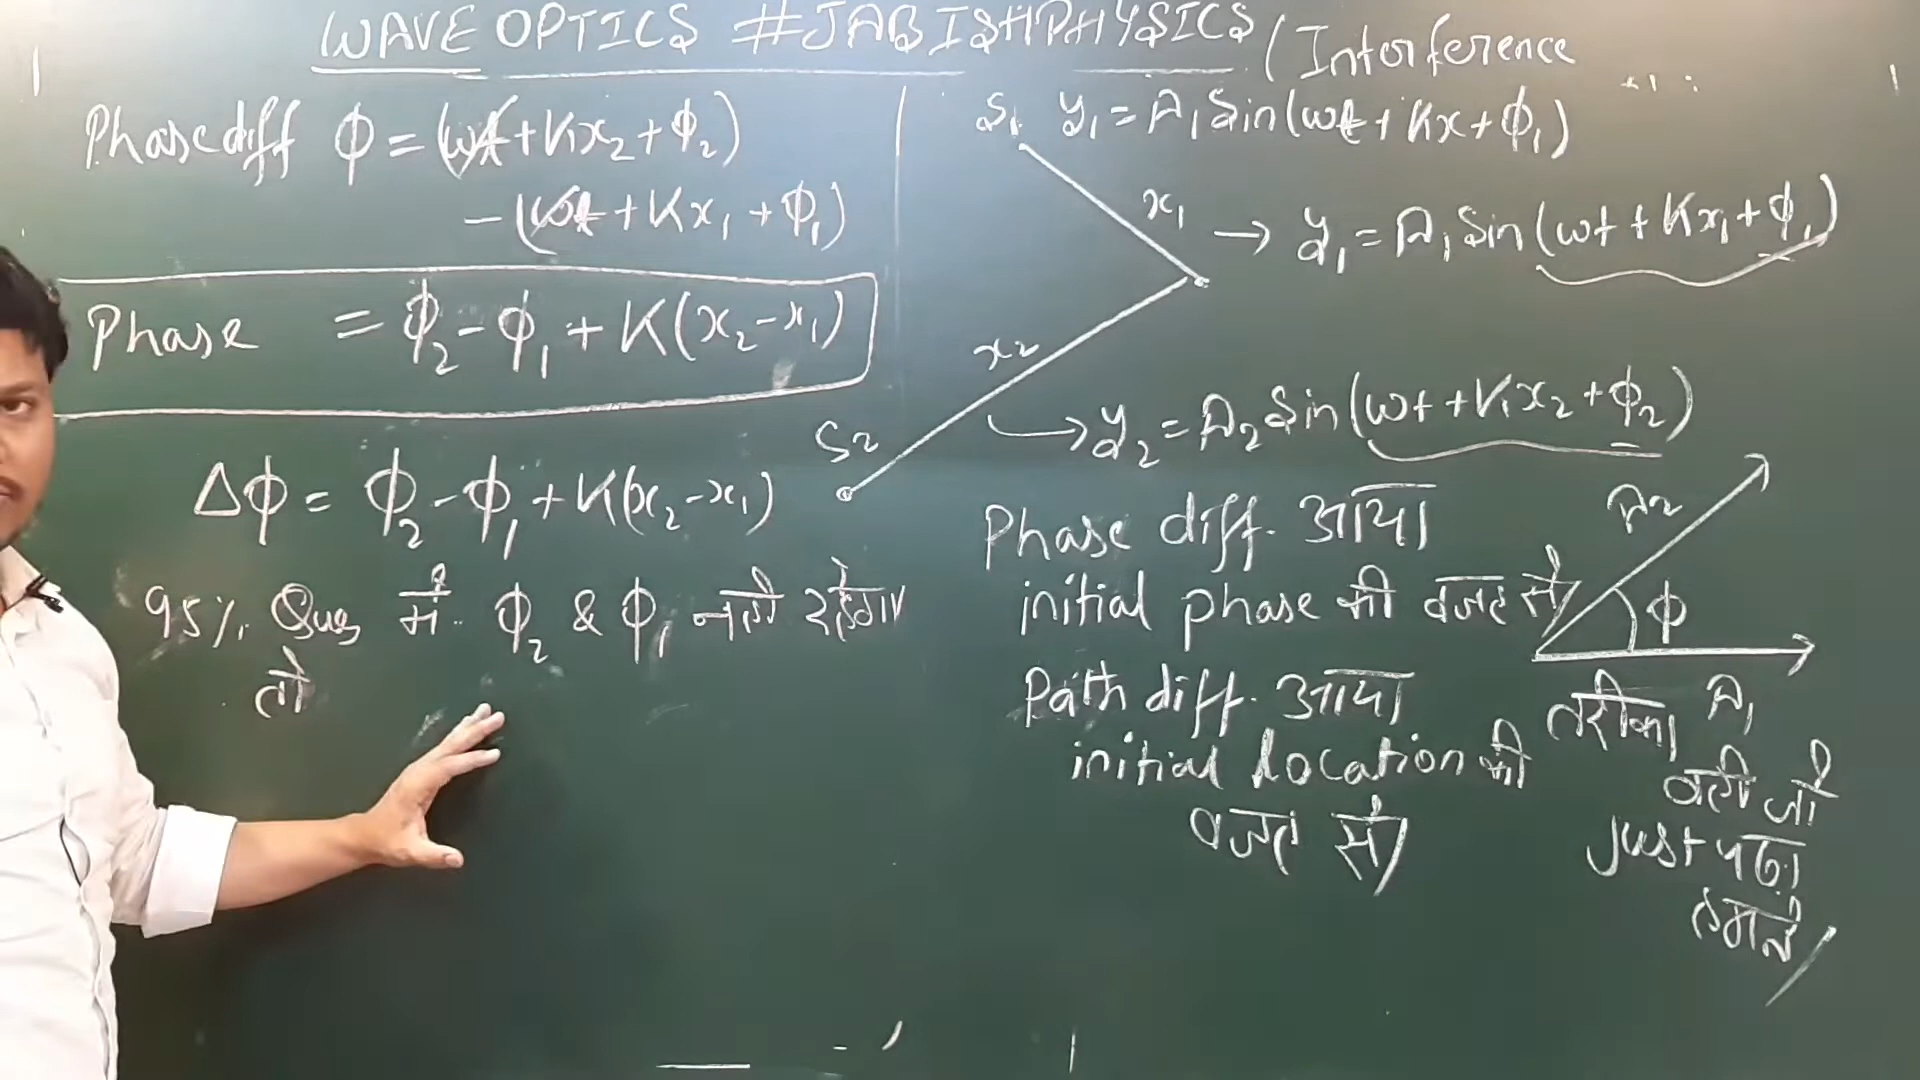 WAVE OPTICS #JABISHPHYSICS (Interference
Phase diff ϕ = (ωt + Kx₂ + ϕ₂)
- (ωt + Kx₁ + ϕ₁)
Phase = ϕ₂ - ϕ₁ + K(x₂ - x₁)
Δϕ = ϕ₂ - ϕ₁ + K(x₂ - x₁)
95% Ques में ϕ₂ & ϕ₁ नही रहेगा
तो
S₁ y₁ = A₁ Sin(ωt + Kx + ϕ₁)
x₁ → y₁ = A₁ Sin(ωt + Kx₁ + ϕ₁)
x₂
S₂ → y₂ = A₂ Sin(ωt + Kx₂ + ϕ₂)
Phase diff. आया
initial phase की वजह से
Path diff. आया
initial location की
वजह से
A₂
ϕ
A₁
तरीका
वही जो
Just पढा
हमने